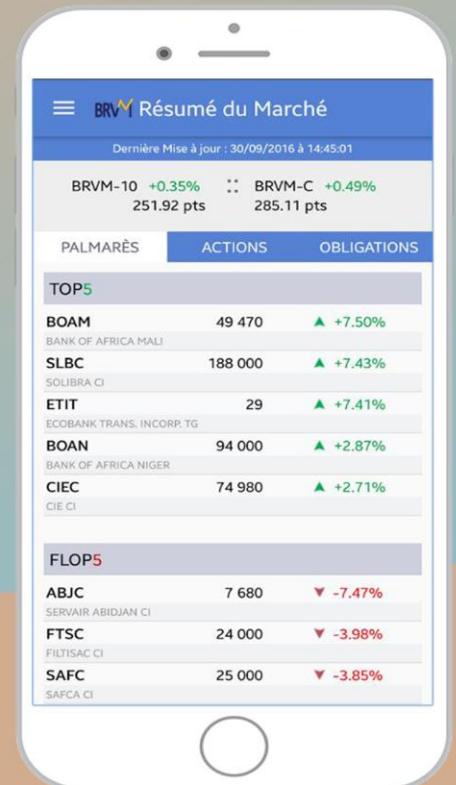 BRVM Résumé du Marché
Dernière Mise à jour : 30/09/2016 à 14:45:01
BRVM-10 +0.35% BRVM-C +0.49%
251.92 pts 285.11 pts
PALMARÈS ACTIONS OBLIGATIONS
TOP5
BOAM 49 470 +7.50%
BANK OF AFRICA MALI
SLBC 188 000 +7.43%
SOLIBRA CI
ETIT 29 +7.41%
ECOBANK TRANS. INCORP. TG
BOAN 94 000 +2.87%
BANK OF AFRICA NIGER
CIEC 74 980 +2.71%
CIE CI
FLOP5
ABJC 7 680 -7.47%
SERVAIR ABIDJAN CI
FTSC 24 000 -3.98%
FILTISAC CI
SAFC 25 000 -3.85%
SAFCA CI